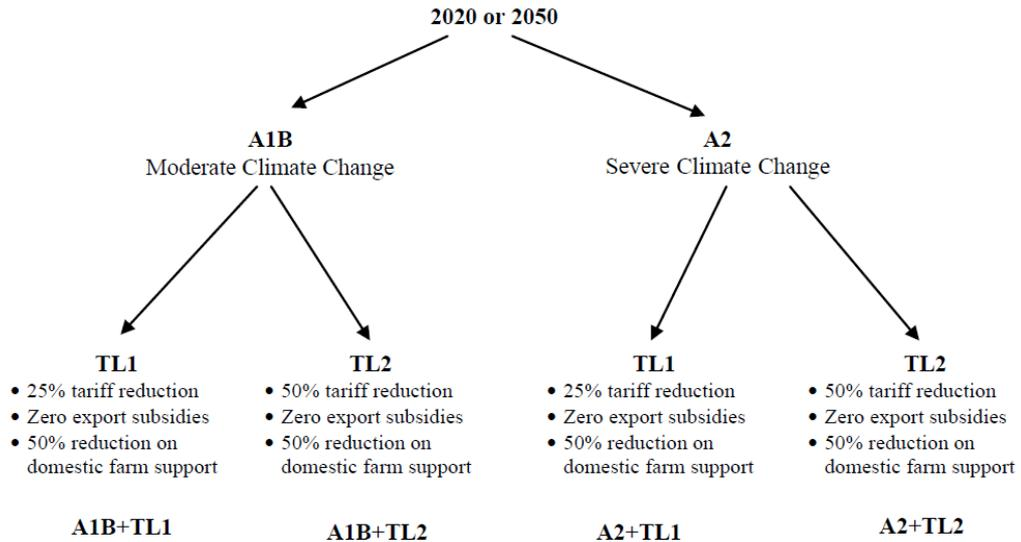 2020 or 2050
A1B
Moderate Climate Change
A2
Severe Climate Change
TL1
• 25% tariff reduction
• Zero export subsidies
• 50% reduction on
domestic farm support
A1B+TL1
TL2
• 50% tariff reduction
• Zero export subsidies
• 50% reduction on
domestic farm support
A1B+TL2
TL1
• 25% tariff reduction
• Zero export subsidies
• 50% reduction on
domestic farm support
A2+TL1
TL2
• 50% tariff reduction
• Zero export subsidies
• 50% reduction on
domestic farm support
A2+TL2